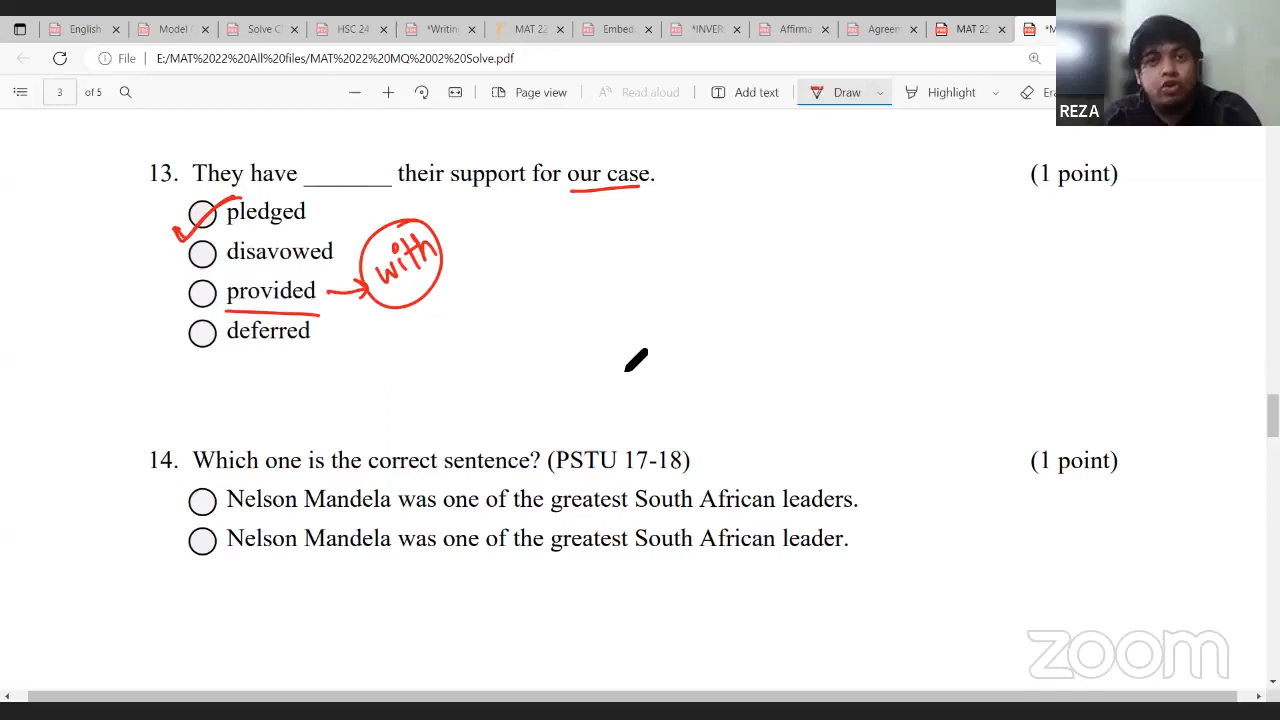 English
Model
Solve C
HSC 24
*Writin
MAT 22
Embed
*INVER
Affirma
Agreem
MAT 22
*M
File
E:/MAT%2022%20All%20files/MAT%2022%20MQ%2002%20Solve.pdf
3
of 5
Page view
Read aloud
Add text
Draw
Highlight
Era
REZA
13. They have _______ their support for our case. (1 point)
pledged
disavowed
provided
deferred
with
14. Which one is the correct sentence? (PSTU 17-18) (1 point)
Nelson Mandela was one of the greatest South African leaders.
Nelson Mandela was one of the greatest South African leader.
zoom